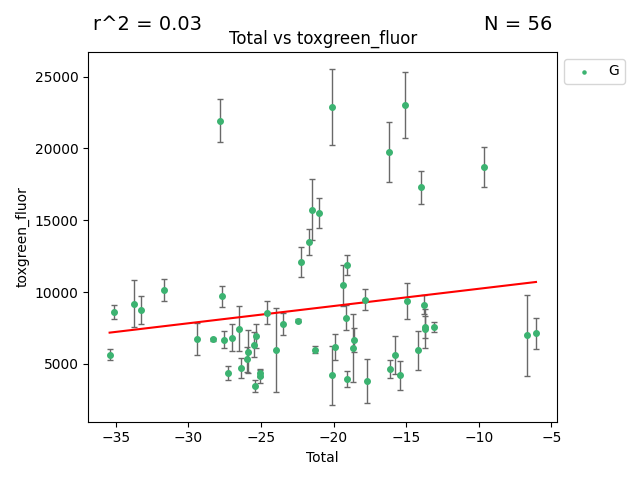 r^2 = 0.03
N = 56
Total vs toxgreen_fluor
G
25000
20000
15000
10000
5000
toxgreen_fluor
−35
−30
−25
−20
−15
−10
−5
Total